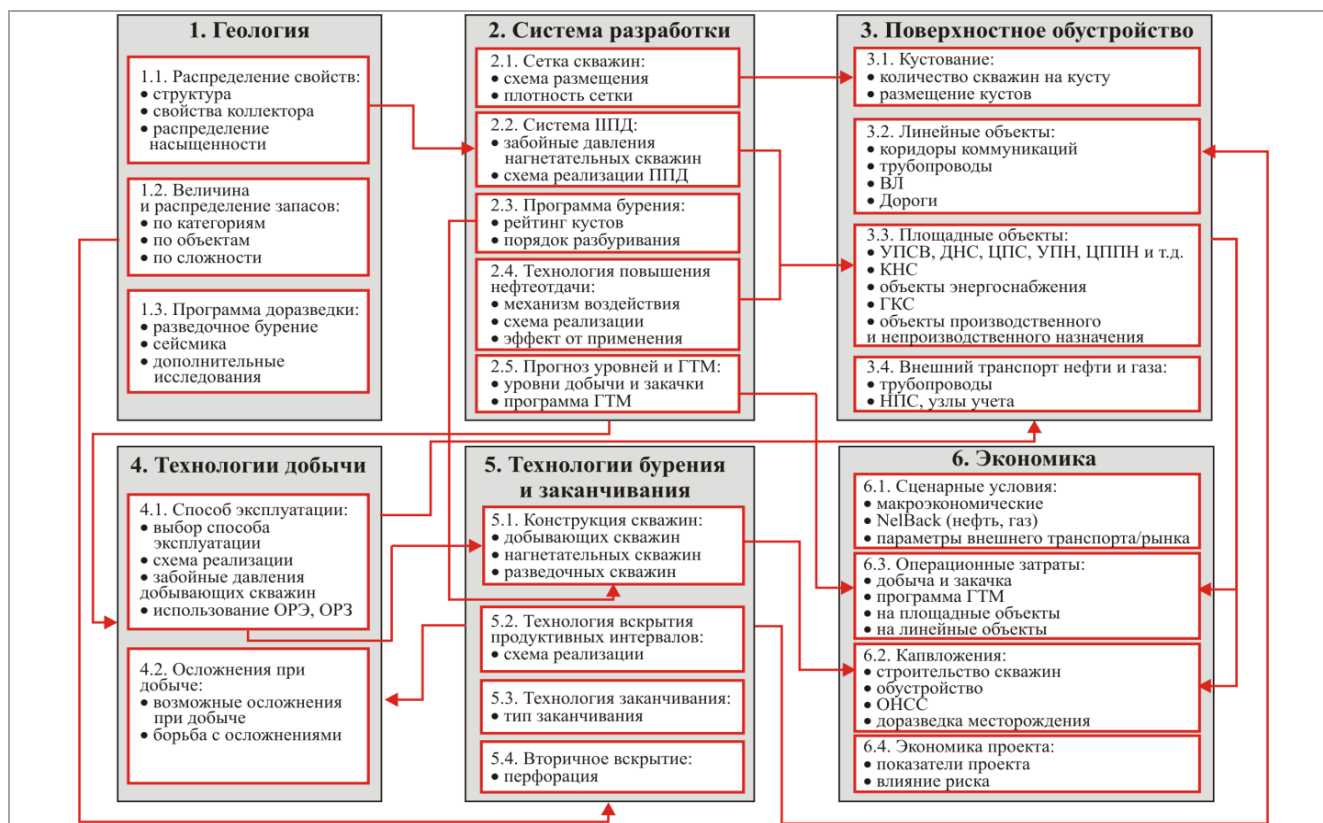 1. Геология
1.1. Распределение свойств:
• структура
• свойства коллектора
• распределение
насыщенности
1.2. Величина
и распределение запасов:
• по категориям
• по объектам
• по сложности
1.3. Программа доразведки:
• разведочное бурение
• сейсмика
• дополнительные
исследования
2. Система разработки
2.1. Сетка скважин:
• схема размещения
• плотность сетки
2.2. Система ППД:
• забойные давления
нагнетательных скважин
• схема реализации ППД
2.3. Программа бурения:
• рейтинг кустов
• порядок разбуривания
2.4. Технология повышения
нефтеотдачи:
• механизм воздействия
• схема реализации
• эффект от применения
2.5. Прогноз уровней и ГТМ:
• уровни добычи и закачки
• программа ГТМ
3. Поверхностное обустройство
3.1. Кустование:
• количество скважин на кусту
• размещение кустов
3.2. Линейные объекты:
• коридоры коммуникаций
• трубопроводы
• ВЛ
• Дороги
3.3. Площадные объекты:
• УПСВ, ДНС, ЦПС, УПН, ЦППН и т.д.
• КНС
• объекты энергоснабжения
• ГКС
• объекты производственного
и непроизводственного назначения
3.4. Внешний транспорт нефти и газа:
• трубопроводы
• НПС, узлы учета
4. Технологии добычи
4.1. Способ эксплуатации:
• выбор способа
эксплуатации
• схема реализации
• забойные давления
добывающих скважин
• использование ОРЭ, ОРЗ
4.2. Осложнения при
добыче:
• возможные осложнения
при добыче
• борьба с осложнениями
5. Технологии бурения
и заканчивания
5.1. Конструкция скважин:
• добывающих скважин
• нагнетательных скважин
• разведочных скважин
5.2. Технология вскрытия
продуктивных интервалов:
• схема реализации
5.3. Технология заканчивания:
• тип заканчивания
5.4. Вторичное вскрытие:
• перфорация
6. Экономика
6.1. Сценарные условия:
• макроэкономические
• NelBack (нефть, газ)
• параметры внешнего транспорта/рынка
6.3. Операционные затраты:
• добыча и закачка
• программа ГТМ
• на площадные объекты
• на линейные объекты
6.2. Капвложения:
• строительство скважин
• обустройство
• ОНСС
• доразведка месторождения
6.4. Экономика проекта:
• показатели проекта
• влияние риска